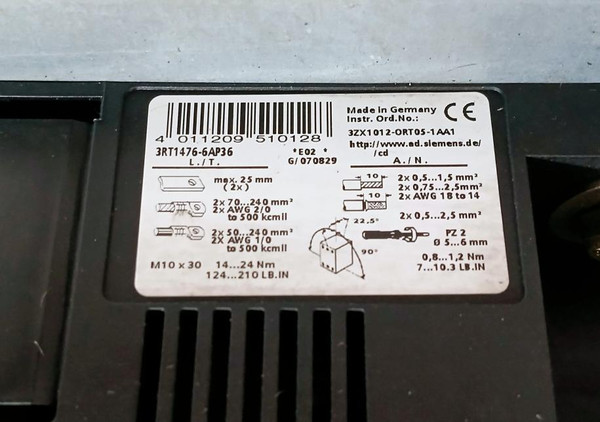 4 011209 510128
3RT1476-6AP36
*E02 *
L./T.
G/070829
Made in Germany
Instr. Ord.No.:
CE
3ZX1012-0RT05-1AA1
http://www.ad.siemens.de/
/cd
A./N.
max. 25 mm
( 2x )
2x 70...240 mm²
2x AWG 2/0
to 500 kcmil
2x 50...240 mm²
2x AWG 1/0
to 500 kcmil
M10 x 30
14...24 Nm
124...210 LB.IN
22.5°
90°
10
2x 0,5...1,5 mm²
2x 0,75...2,5mm²
10
2x AWG 18 to 14
2x 0,5...2,5 mm²
PZ 2
Ø 5...6mm
0,8...1,2 Nm
7...10.3 LB.IN